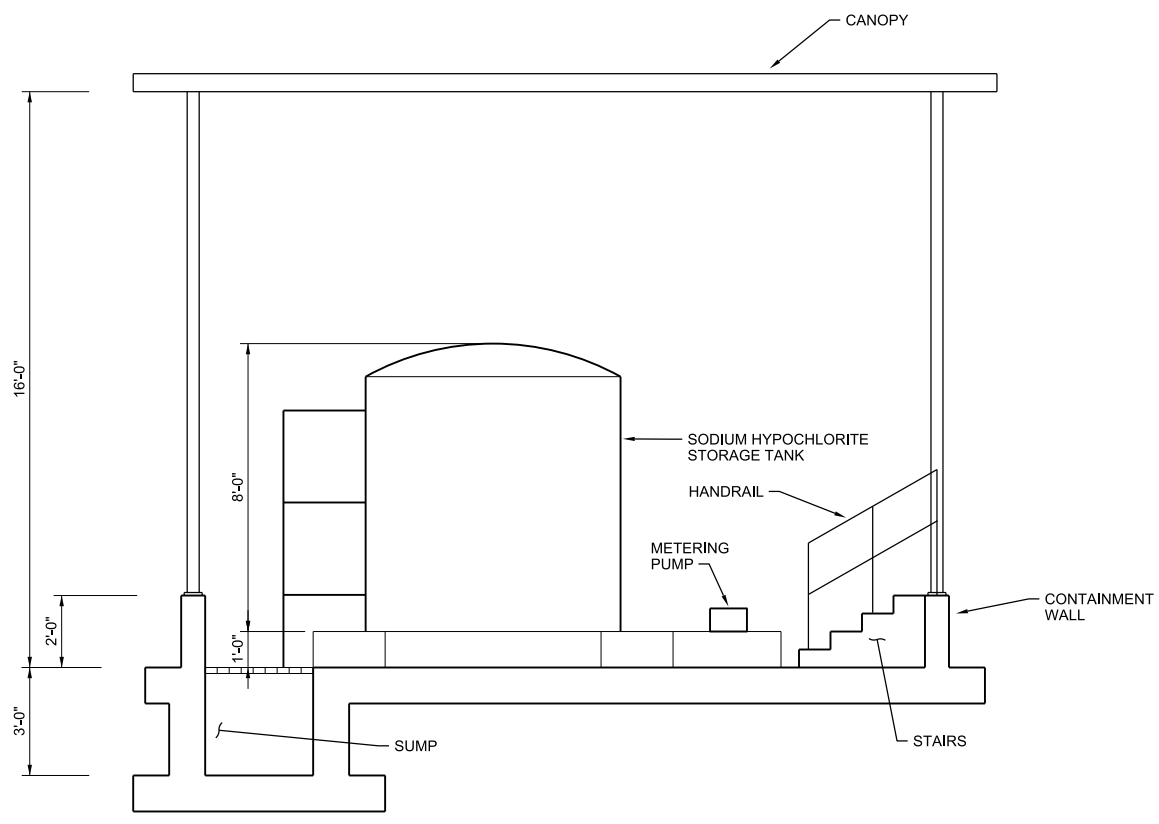 CANOPY
16'-0"
8'-0"
SODIUM HYPOCHLORITE
STORAGE TANK
HANDRAIL
METERING
PUMP
CONTAINMENT
WALL
2'-0"
1'-0"
3'-0"
SUMP
STAIRS